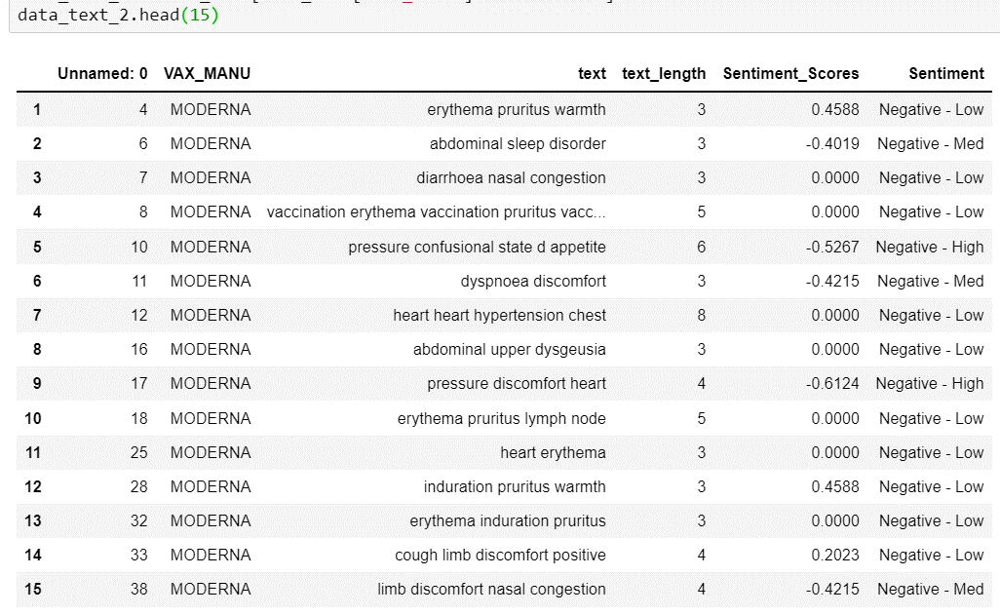 data_text_2.head(15)
Unnamed: 0 VAX_MANU text text_length Sentiment_Scores Sentiment
1 4 MODERNA erythema pruritus warmth 3 0.4588 Negative - Low
2 6 MODERNA abdominal sleep disorder 3 -0.4019 Negative - Med
3 7 MODERNA diarrhoea nasal congestion 3 0.0000 Negative - Low
4 8 MODERNA vaccination erythema vaccination pruritus vacc... 5 0.0000 Negative - Low
5 10 MODERNA pressure confusional state d appetite 6 -0.5267 Negative - High
6 11 MODERNA dyspnoea discomfort 3 -0.4215 Negative - Med
7 12 MODERNA heart heart hypertension chest 8 0.0000 Negative - Low
8 16 MODERNA abdominal upper dysgeusia 3 0.0000 Negative - Low
9 17 MODERNA pressure discomfort heart 4 -0.6124 Negative - High
10 18 MODERNA erythema pruritus lymph node 5 0.0000 Negative - Low
11 25 MODERNA heart erythema 3 0.0000 Negative - Low
12 28 MODERNA induration pruritus warmth 3 0.4588 Negative - Low
13 32 MODERNA erythema induration pruritus 3 0.0000 Negative - Low
14 33 MODERNA cough limb discomfort positive 4 0.2023 Negative - Low
15 38 MODERNA limb discomfort nasal congestion 4 -0.4215 Negative - Med